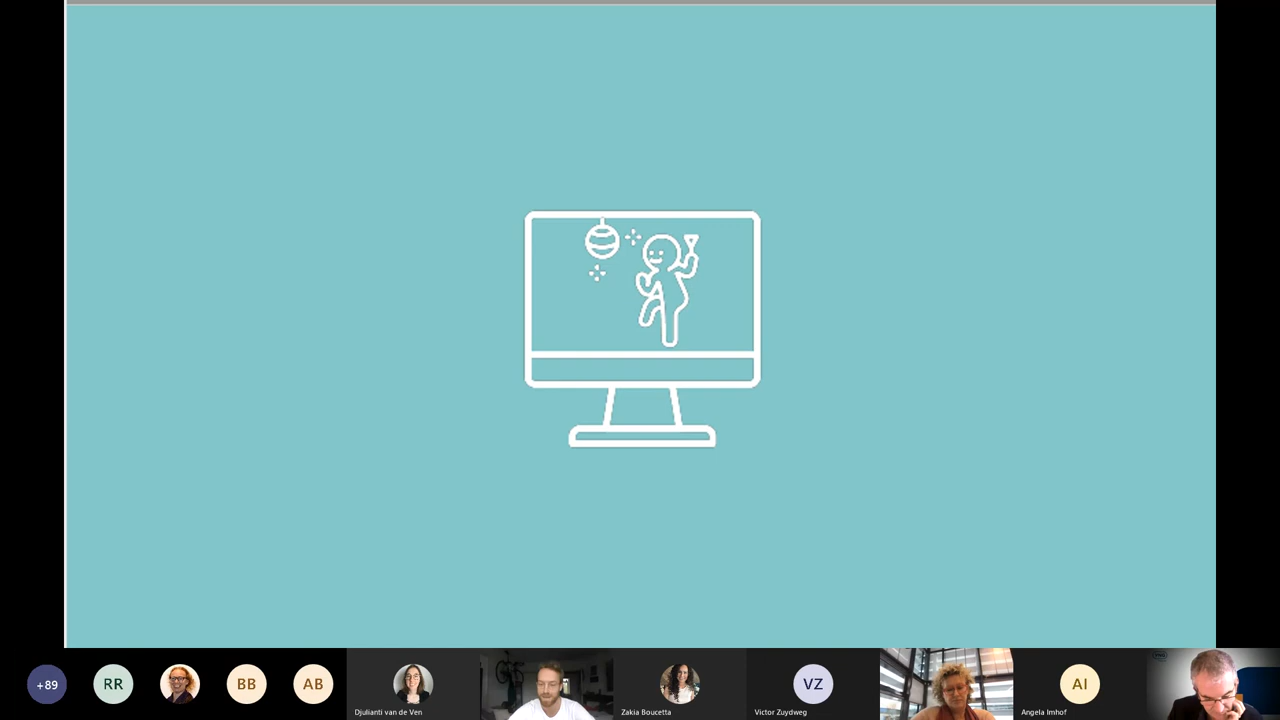 +89
RR
BB
AB
Djulianti van de Ven
Zakia Boucetta
VZ
Victor Zuydweg
AI
Angela Imhof